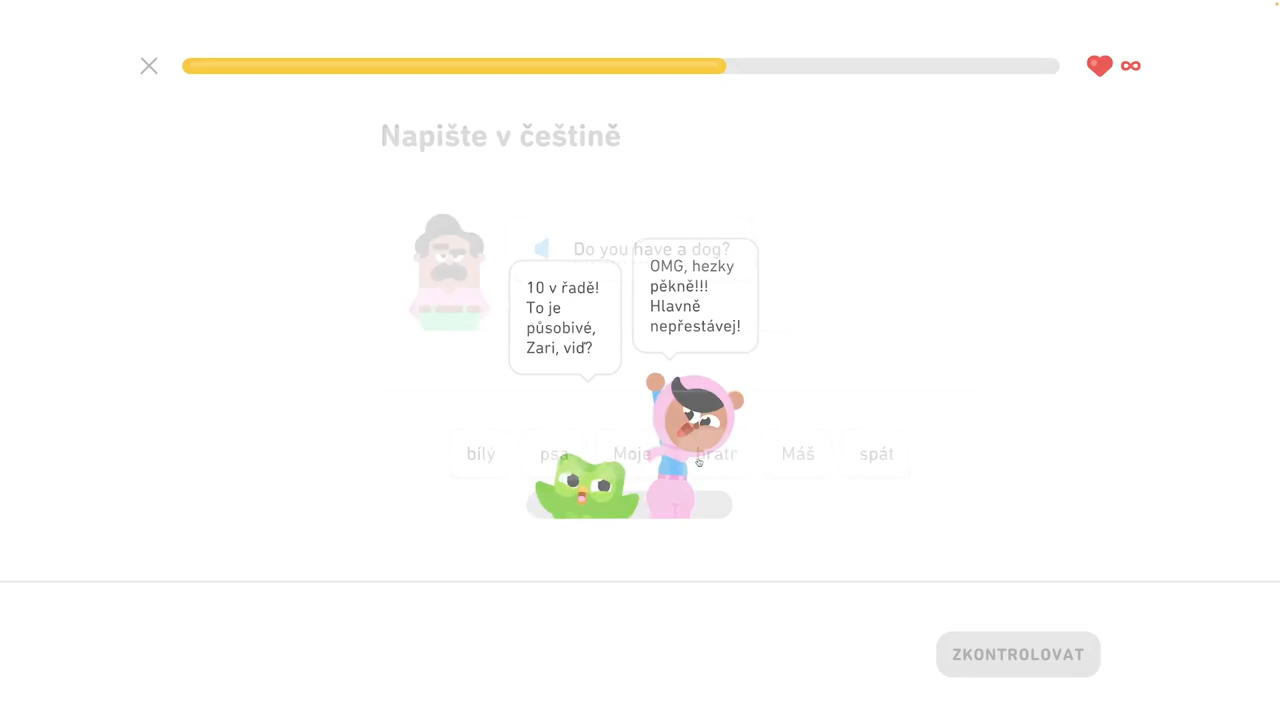 Napište v češtině
Do you have a dog?
10 v řadě!
To je
působivé,
Zari, viď?
OMG, hezky
pěkně!!!
Hlavně
nepřestávej!
bílý psa Moje bratr Máš spát
ZKONTROLOVAT